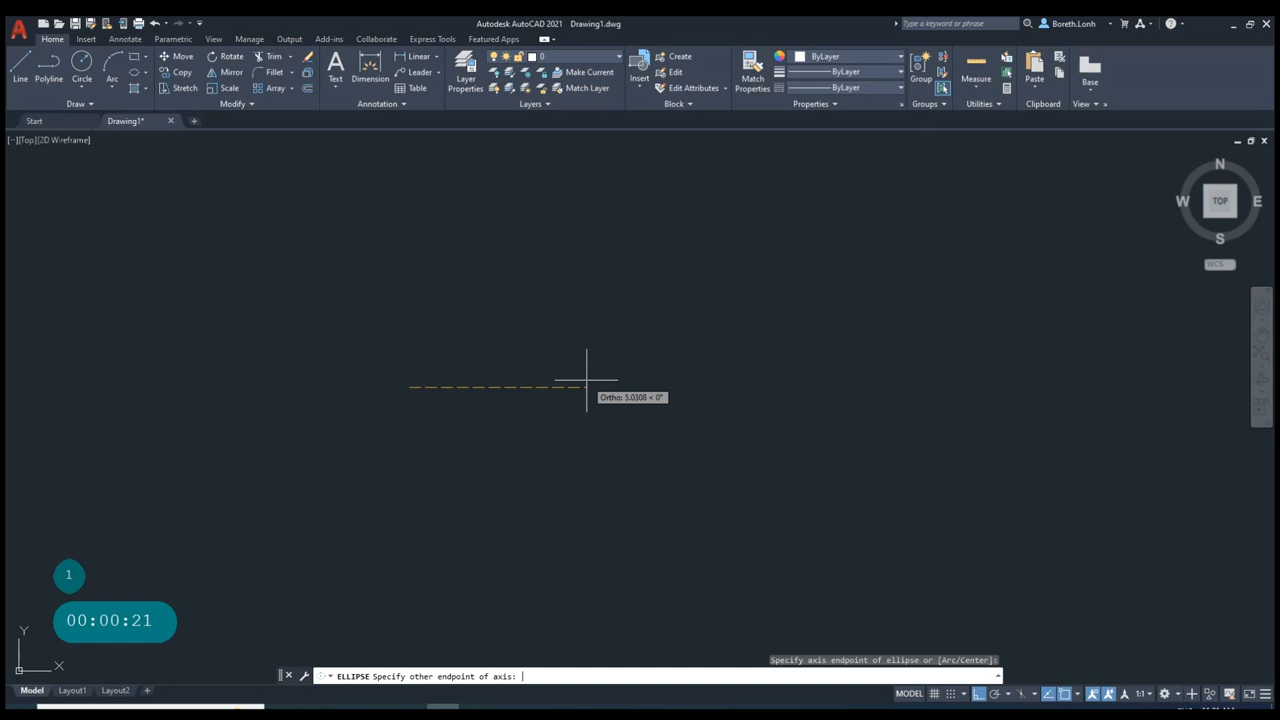 Autodesk AutoCAD 2021 Drawing1.dwg
Type a keyword or phrase
Boreth.Lonh
Home Insert Annotate Parametric View Manage Output Add-ins Collaborate Express Tools Featured Apps
Line Polyline Circle Arc
Move Rotate Trim
Copy Mirror Fillet
Stretch Scale Array
Text Dimension
Linear
Leader
Table
Layer Properties
0
Make Current
Match Layer
Insert
Create
Edit
Edit Attributes
Match Properties
ByLayer
ByLayer
ByLayer
Group
Measure
Paste
Base
Draw Modify Annotation Layers Block Properties Groups Utilities Clipboard View
Start Drawing1*
[−][Top][2D Wireframe]
N
W TOP E
S
WCS
Ortho: 5.0308 < 0°
1
00:00:21
Y
X
Specify axis endpoint of ellipse or [Arc/Center]:
ELLIPSE Specify other endpoint of axis:
Model Layout1 Layout2
MODEL
1:1